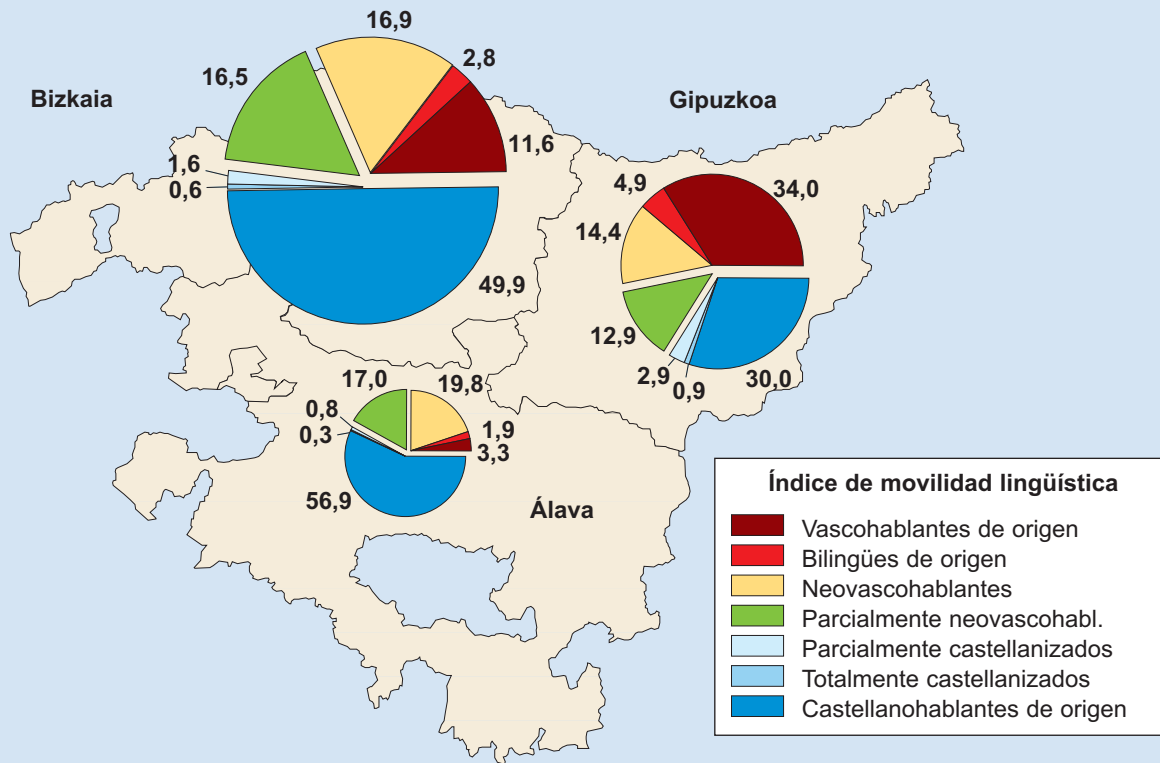 Bizkaia
16,9
2,8
16,5
11,6
1,6
0,6
49,9
Gipuzkoa
4,9
34,0
14,4
12,9
2,9
0,9
30,0
17,0
19,8
0,8
0,3
1,9
3,3
56,9
Álava
Índice de movilidad lingüística
Vascohablantes de origen
Bilingües de origen
Neovascohablantes
Parcialmente neovascohabl.
Parcialmente castellanizados
Totalmente castellanizados
Castellanohablantes de origen